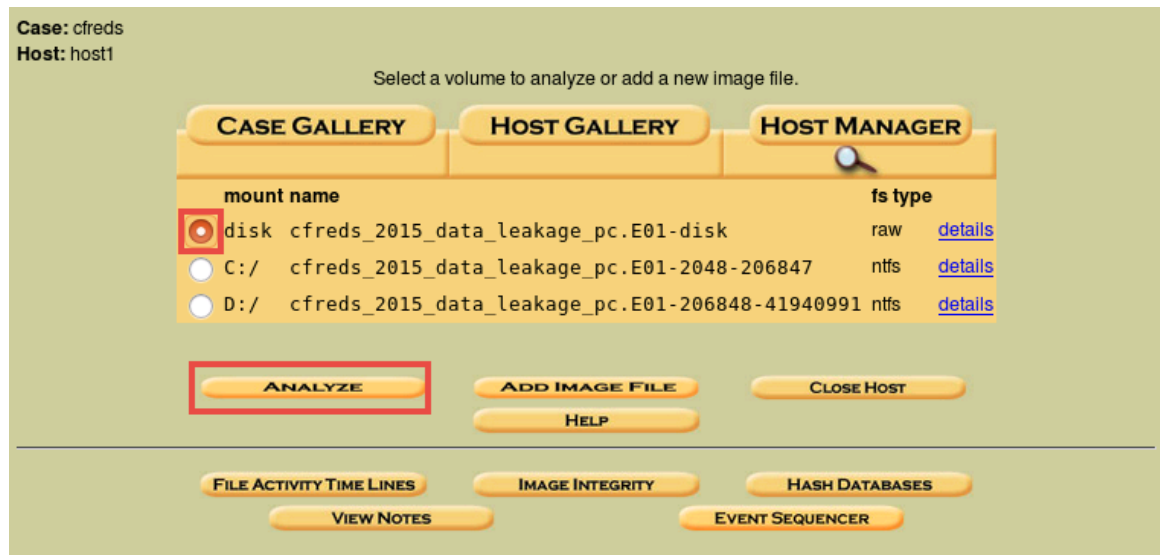 Case: cfreds
Host: host1
Select a volume to analyze or add a new image file.
CASE GALLERY HOST GALLERY HOST MANAGER
mount name fs type
disk cfreds_2015_data_leakage_pc.E01-disk raw details
C:/ cfreds_2015_data_leakage_pc.E01-2048-206847 ntfs details
D:/ cfreds_2015_data_leakage_pc.E01-206848-41940991 ntfs details
ANALYZE ADD IMAGE FILE CLOSE HOST
HELP
FILE ACTIVITY TIME LINES IMAGE INTEGRITY HASH DATABASES
VIEW NOTES EVENT SEQUENCER